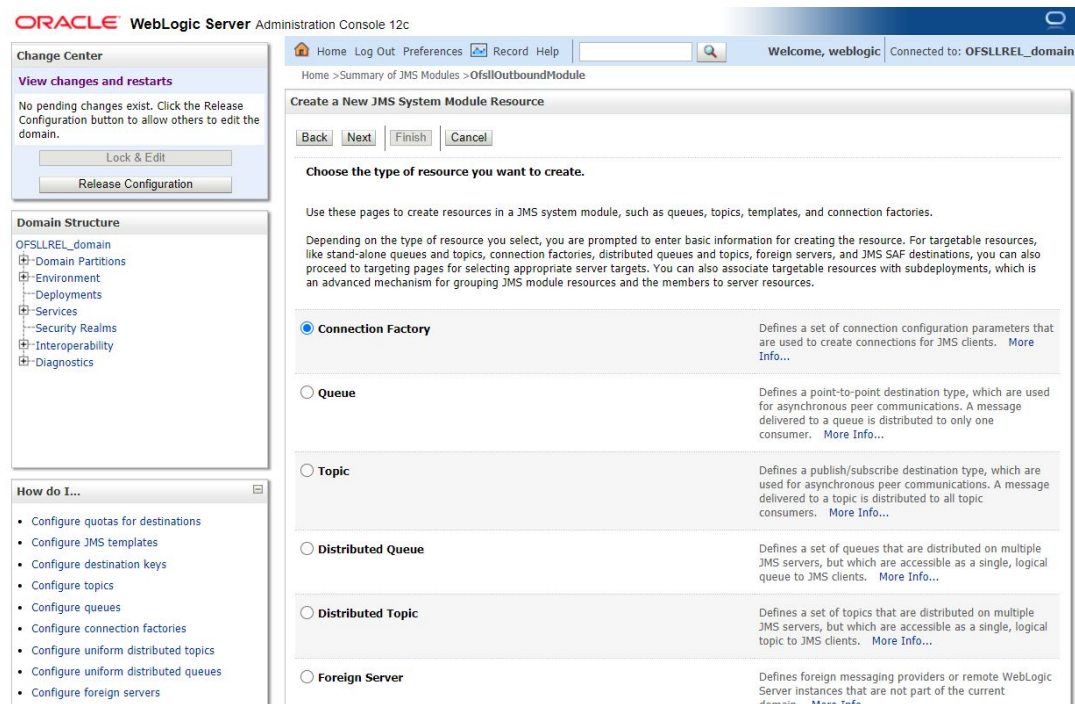 ORACLE WebLogic Server Administration Console 12c
Change Center
View changes and restarts
No pending changes exist. Click the Release
Configuration button to allow others to edit the
domain.
Lock & Edit
Release Configuration
Domain Structure
OFSLLREL_domain
Domain Partitions
Environment
Deployments
Services
Security Realms
Interoperability
Diagnostics
How do I...
Configure quotas for destinations
Configure JMS templates
Configure destination keys
Configure topics
Configure queues
Configure connection factories
Configure uniform distributed topics
Configure uniform distributed queues
Configure foreign servers
Home Log Out Preferences Record Help
Welcome, weblogic Connected to: OFSLLREL_domain
Home >Summary of JMS Modules >OfsllOutboundModule
Create a New JMS System Module Resource
Back Next Finish Cancel
Choose the type of resource you want to create.
Use these pages to create resources in a JMS system module, such as queues, topics, templates, and connection factories.
Depending on the type of resource you select, you are prompted to enter basic information for creating the resource. For targetable resources,
like stand-alone queues and topics, connection factories, distributed queues and topics, foreign servers, and JMS SAF destinations, you can also
proceed to targeting pages for selecting appropriate server targets. You can also associate targetable resources with subdeployments, which is
an advanced mechanism for grouping JMS module resources and the members to server resources.
Connection Factory
Defines a set of connection configuration parameters that
are used to create connections for JMS clients. More
Info...
Queue
Defines a point-to-point destination type, which are used
for asynchronous peer communications. A message
delivered to a queue is distributed to only one
consumer. More Info...
Topic
Defines a publish/subscribe destination type, which are
used for asynchronous peer communications. A message
delivered to a topic is distributed to all topic
consumers. More Info...
Distributed Queue
Defines a set of queues that are distributed on multiple
JMS servers, but which are accessible as a single, logical
queue to JMS clients. More Info...
Distributed Topic
Defines a set of topics that are distributed on multiple
JMS servers, but which are accessible as a single, logical
topic to JMS clients. More Info...
Foreign Server
Defines foreign messaging providers or remote WebLogic
Server instances that are not part of the current
domain. More Info